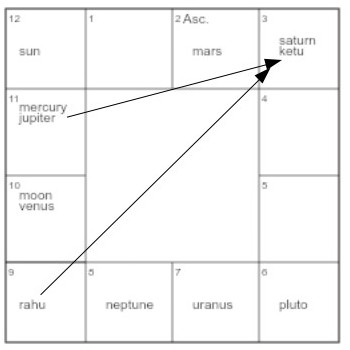 12
1
2 Asc.
3
sun
mars
saturn
ketu
11
mercury
jupiter
4
10
moon
venus
5
9
8
7
6
rahu
neptune
uranus
pluto